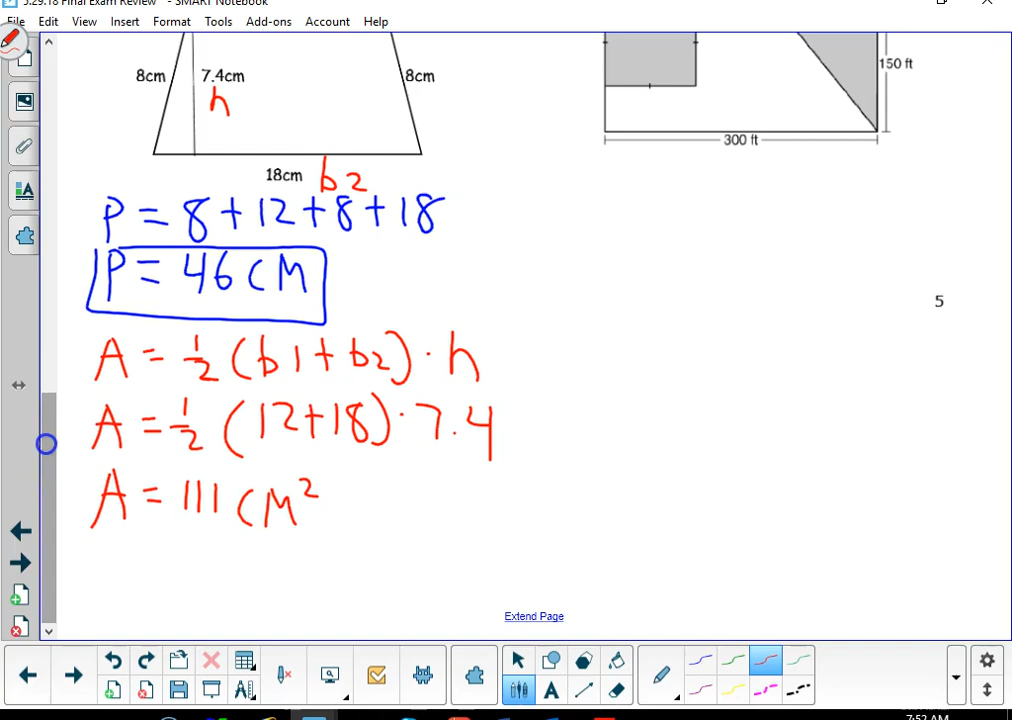 5.29.18 Final Exam Review - SMART Notebook
File Edit View Insert Format Tools Add-ons Account Help
8cm 7.4cm 8cm
h
150 ft
300 ft
18cm b2
P = 8 + 12 + 8 + 18
P = 46 CM
5
A = 1/2 (b1 + b2) · h
A = 1/2 (12 + 18) · 7.4
A = 111 CM²
Extend Page
7:52 AM